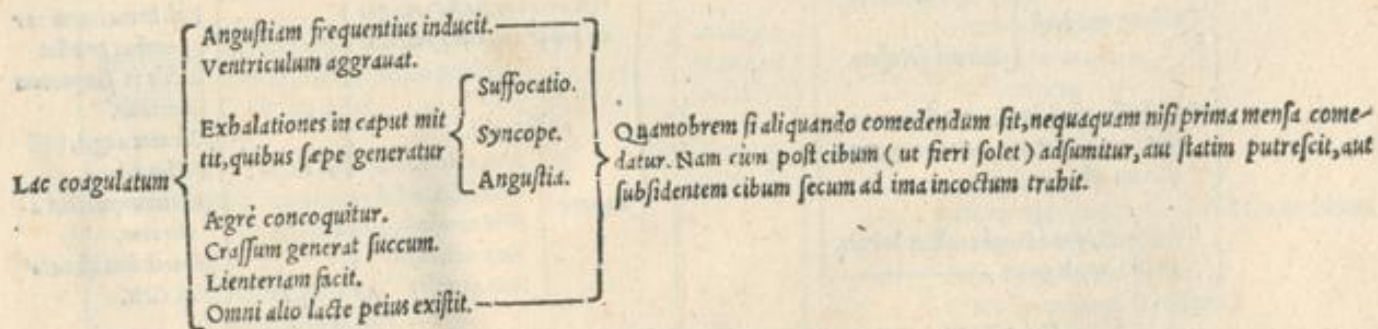 Anguſtiam frequentius inducit.
Ventriculum aggrauat.
Exhalationes in caput mit
tit, quibus ſæpe generatur
Suffocatio.
Syncope.
Anguſtia.
Lac coagulatum
Ægrè concoquitur.
Craſſum generat ſuccum.
Lienteriam facit.
Omni alio lacte peius exiſtit.
Quamobrem ſi aliquando comedendum ſit, nequaquam niſi prima menſa come-
datur. Nam cùm poſt cibum (ut fieri ſolet) adſumitur, aut ſtatim putreſcit, aut
ſubſidentem cibum ſecum ad ima incoctum trahit.